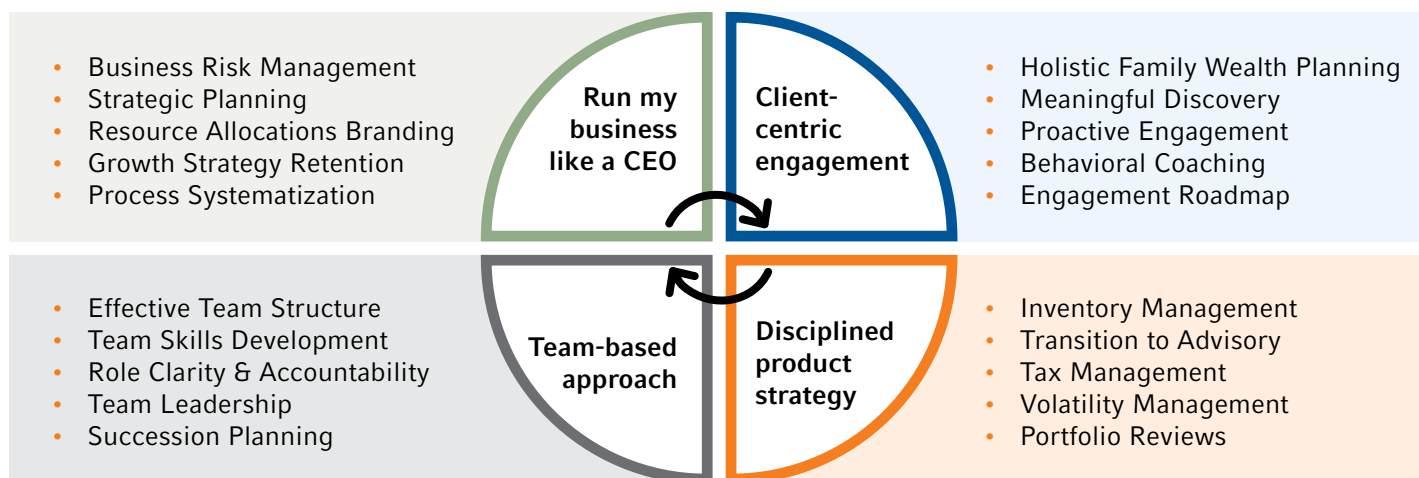 • Business Risk Management
• Strategic Planning
• Resource Allocations Branding
• Growth Strategy Retention
• Process Systematization
Run my
business
like a CEO
Client-
centric
engagement
• Holistic Family Wealth Planning
• Meaningful Discovery
• Proactive Engagement
• Behavioral Coaching
• Engagement Roadmap
• Effective Team Structure
• Team Skills Development
• Role Clarity & Accountability
• Team Leadership
• Succession Planning
Team-based
approach
Disciplined
product
strategy
• Inventory Management
• Transition to Advisory
• Tax Management
• Volatility Management
• Portfolio Reviews